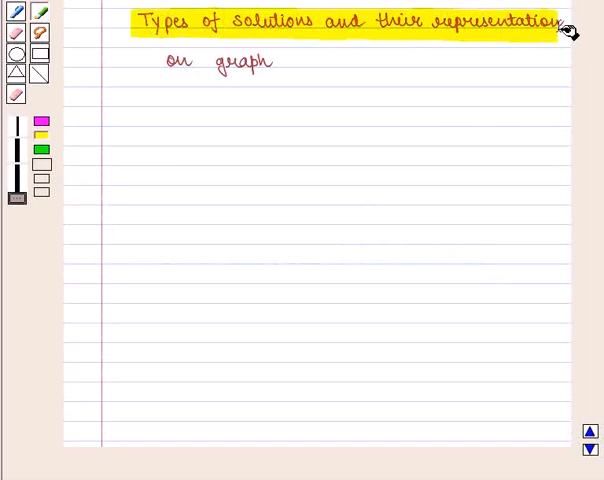 Types of solutions and their representation
on graph